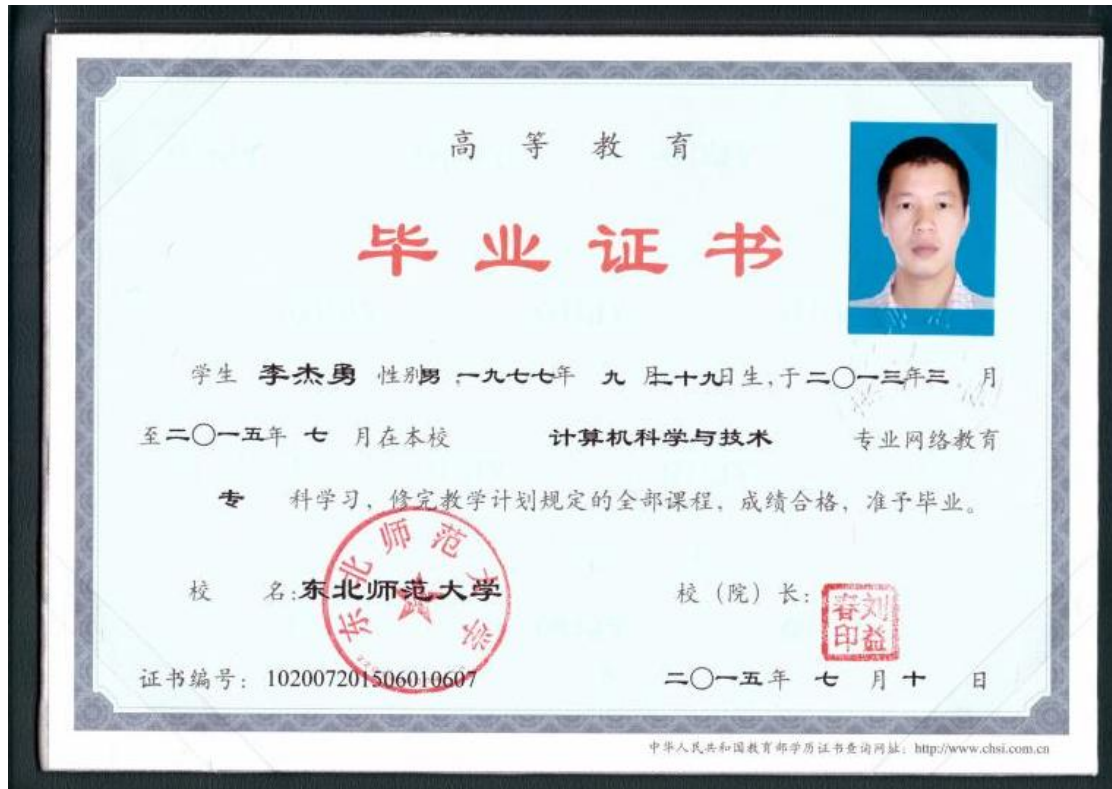 高等教育
毕业证书
学生 李杰勇 性别男,一九七七年 九 月二十九日生,于二〇一三年三 月
至二〇一五年 七 月在本校 计算机科学与技术 专业网络教育
专 科学习,修完教学计划规定的全部课程,成绩合格,准予毕业。
校 名:东北师范大学
东北师范大学
校(院)长:
刘益春印
证书编号:102007201506010607
二〇一五年 七 月十 日
中华人民共和国教育部学历证书查询网址:http://www.chsi.com.cn